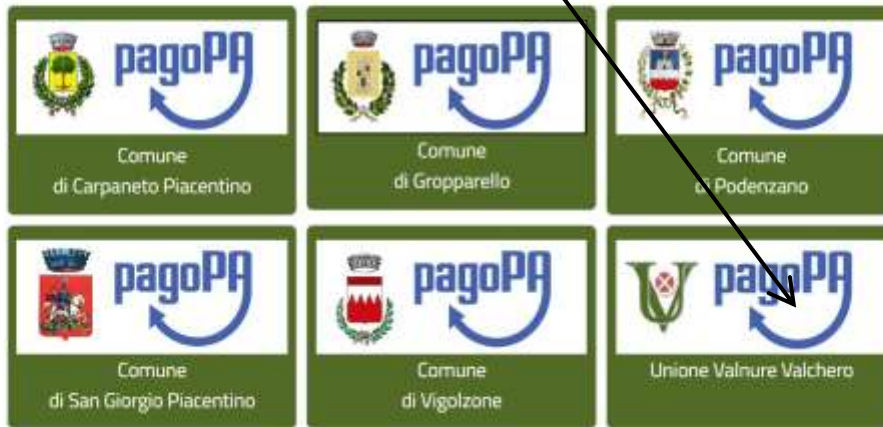 pagoPA
Comune
di Carpaneto Piacentino
pagoPA
Comune
di Gropparello
pagoPA
Comune
di Podenzano
pagoPA
Comune
di San Giorgio Piacentino
pagoPA
Comune
di Vigolzone
pagoPA
Unione Valnure Valchero